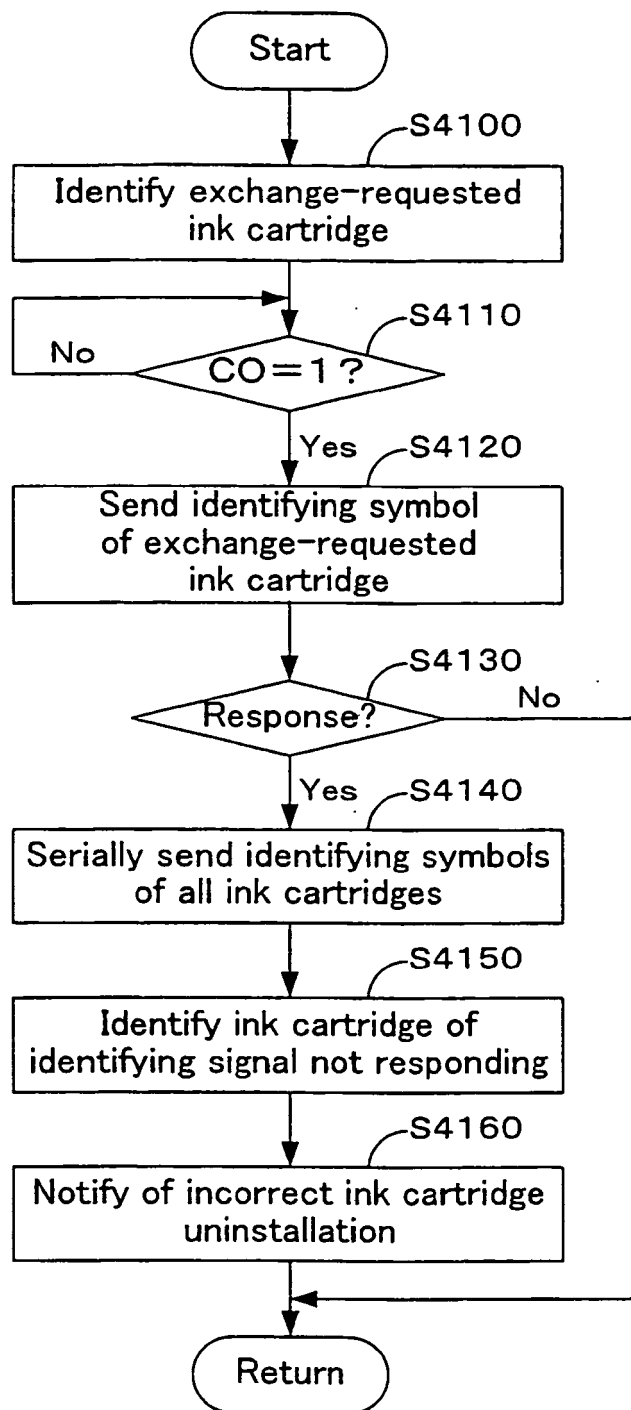 Start
S4100
Identify exchange-requested
ink cartridge
S4110
No
CO=1?
Yes
S4120
Send identifying symbol
of exchange-requested
ink cartridge
S4130
Response?
No
Yes
S4140
Serially send identifying symbols
of all ink cartridges
S4150
Identify ink cartridge of
identifying signal not responding
S4160
Notify of incorrect ink cartridge
uninstallation
Return